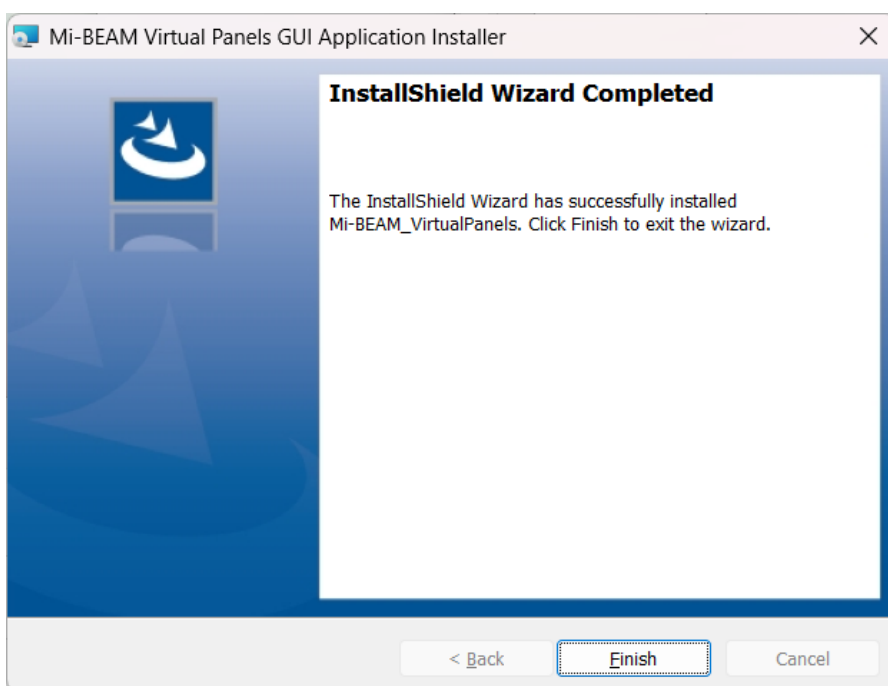 Mi-BEAM Virtual Panels GUI Application Installer
InstallShield Wizard Completed
The InstallShield Wizard has successfully installed
Mi-BEAM_VirtualPanels. Click Finish to exit the wizard.
< Back
Finish
Cancel